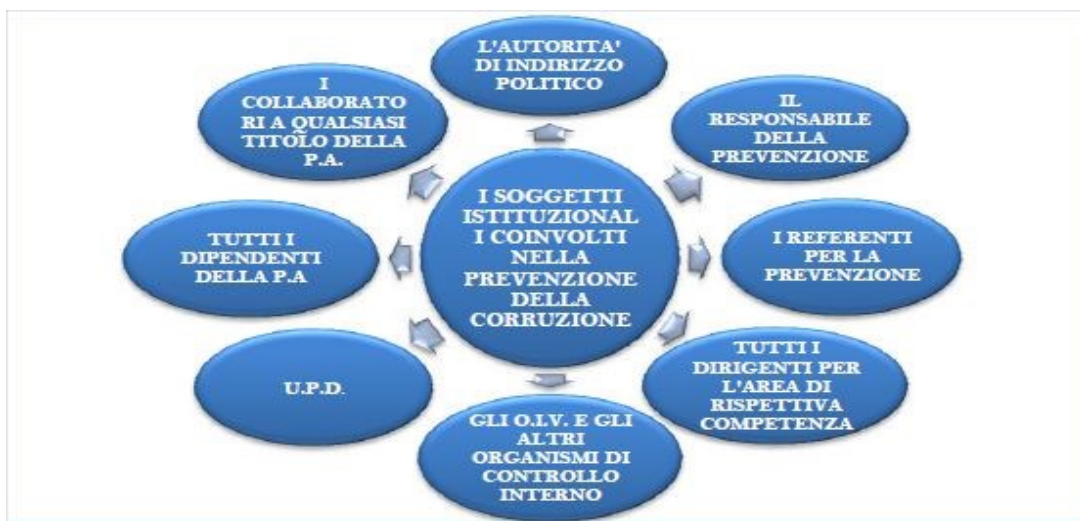 L'AUTORITA'
DI INDIRIZZO
POLITICO
IL
RESPONSABILE
DELLA
PREVENZIONE
I REFERENTI
PER LA
PREVENZIONE
TUTTI I
DIRIGENTI PER
L'AREA DI
RISPETTIVA
COMPETENZA
GLI O.I.V. E GLI
ALTRI
ORGANISMI DI
CONTROLLO
INTERNO
U.P.D.
TUTTI I
DIPENDENTI
DELLA P.A
I
COLLABORATO
RI A QUALSIASI
TITOLO DELLA
P.A.
I SOGGETTI
ISTITUZIONAL
I COINVOLTI
NELLA
PREVENZIONE
DELLA
CORRUZIONE